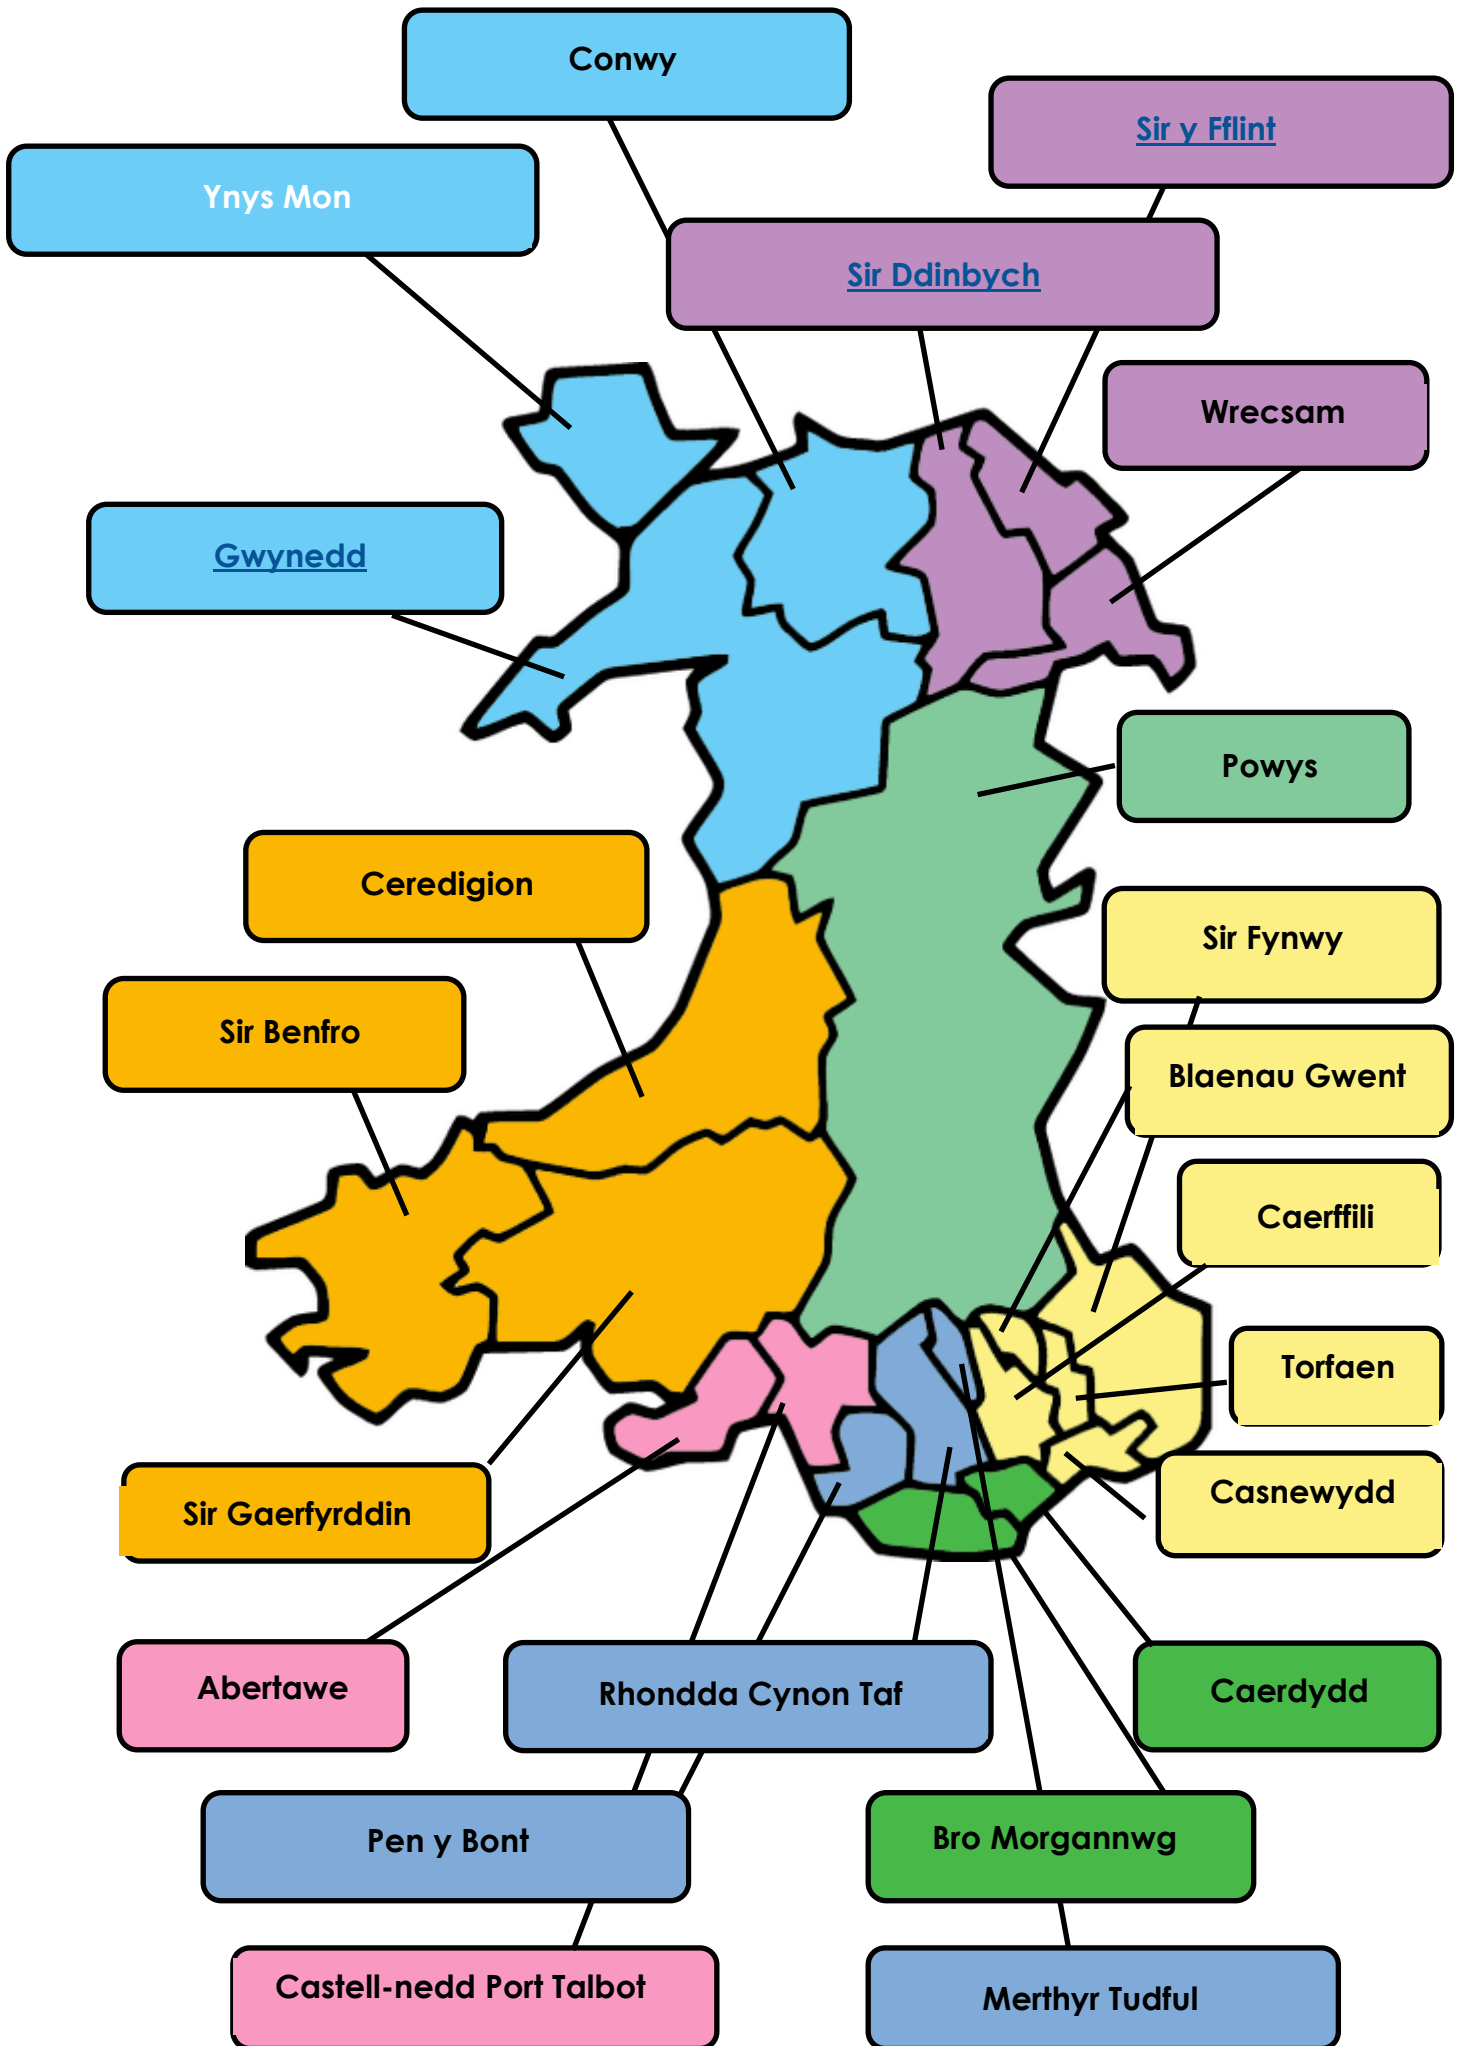 Conwy
Sir y Fflint
Ynys Mon
Sir Ddinbych
Wrecsam
Gwynedd
Powys
Ceredigion
Sir Fynwy
Sir Benfro
Blaenau Gwent
Caerffili
Torfaen
Casnewydd
Sir Gaerfyrddin
Abertawe
Rhondda Cynon Taf
Caerdydd
Pen y Bont
Bro Morgannwg
Castell-nedd Port Talbot
Merthyr Tudful